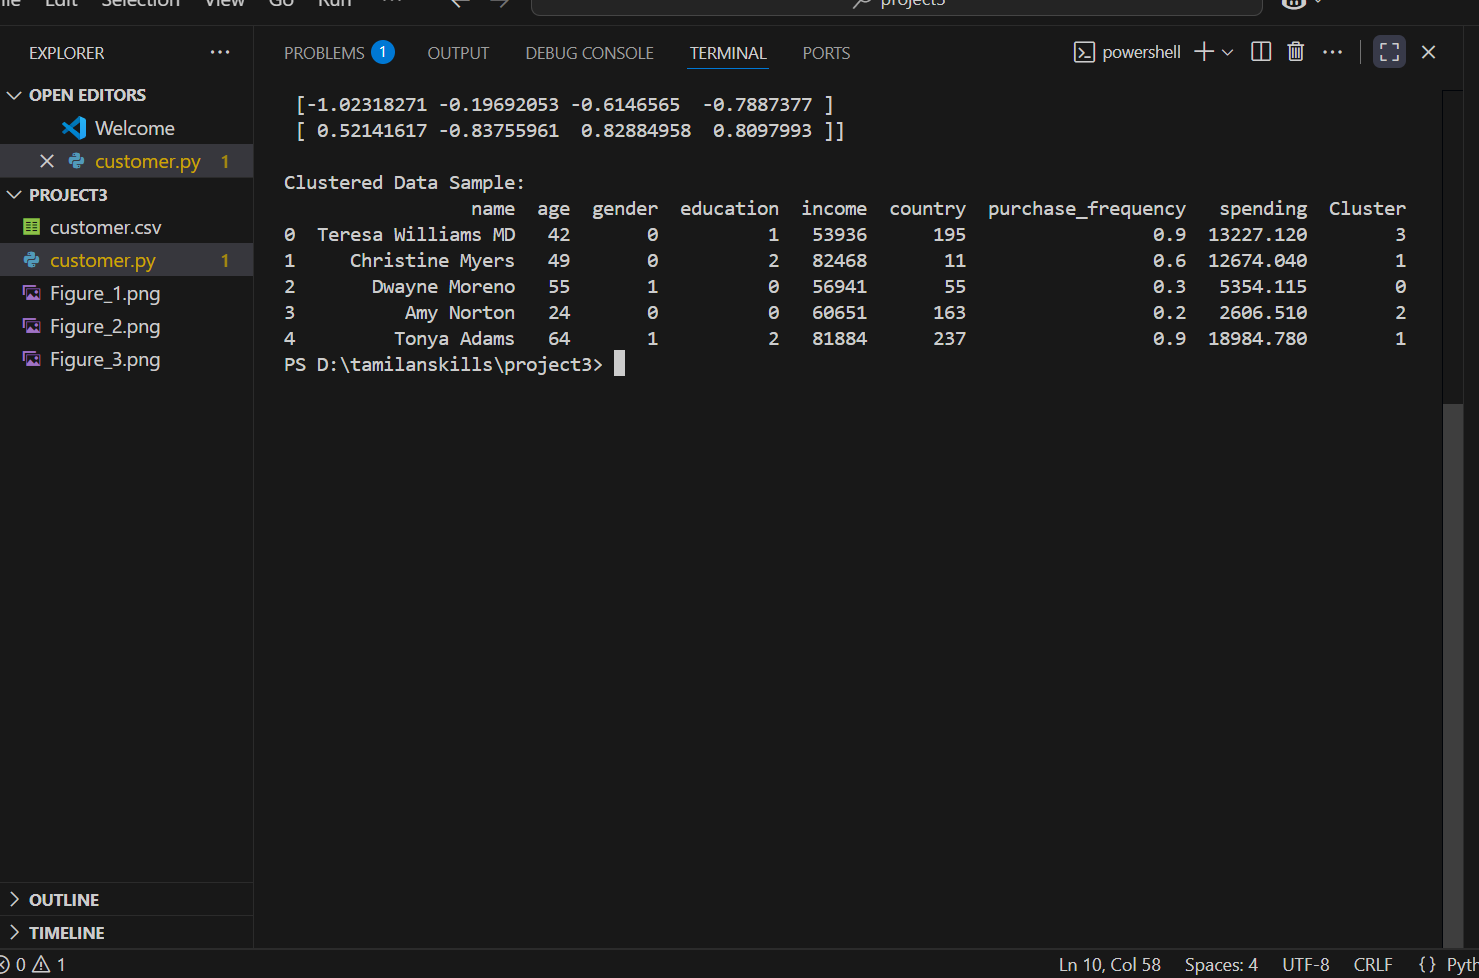 Edit Selection View Go Run ...
project3
EXPLORER ...
PROBLEMS 1 OUTPUT DEBUG CONSOLE TERMINAL PORTS
powershell
OPEN EDITORS
Welcome
customer.py 1
PROJECT3
customer.csv
customer.py 1
Figure_1.png
Figure_2.png
Figure_3.png
OUTLINE
TIMELINE
[-1.02318271 -0.19692053 -0.6146565  -0.7887377 ]
[ 0.52141617 -0.83755961  0.82884958  0.8097993 ]]
Clustered Data Sample:
name age gender education income country purchase_frequency spending Cluster
0 Teresa Williams MD 42 0 1 53936 195 0.9 13227.120 3
1 Christine Myers 49 0 2 82468 11 0.6 12674.040 1
2 Dwayne Moreno 55 1 0 56941 55 0.3 5354.115 0
3 Amy Norton 24 0 0 60651 163 0.2 2606.510 2
4 Tonya Adams 64 1 2 81884 237 0.9 18984.780 1
PS D:\tamilanskills\project3>
0 1
Ln 10, Col 58 Spaces: 4 UTF-8 CRLF {} Pyth